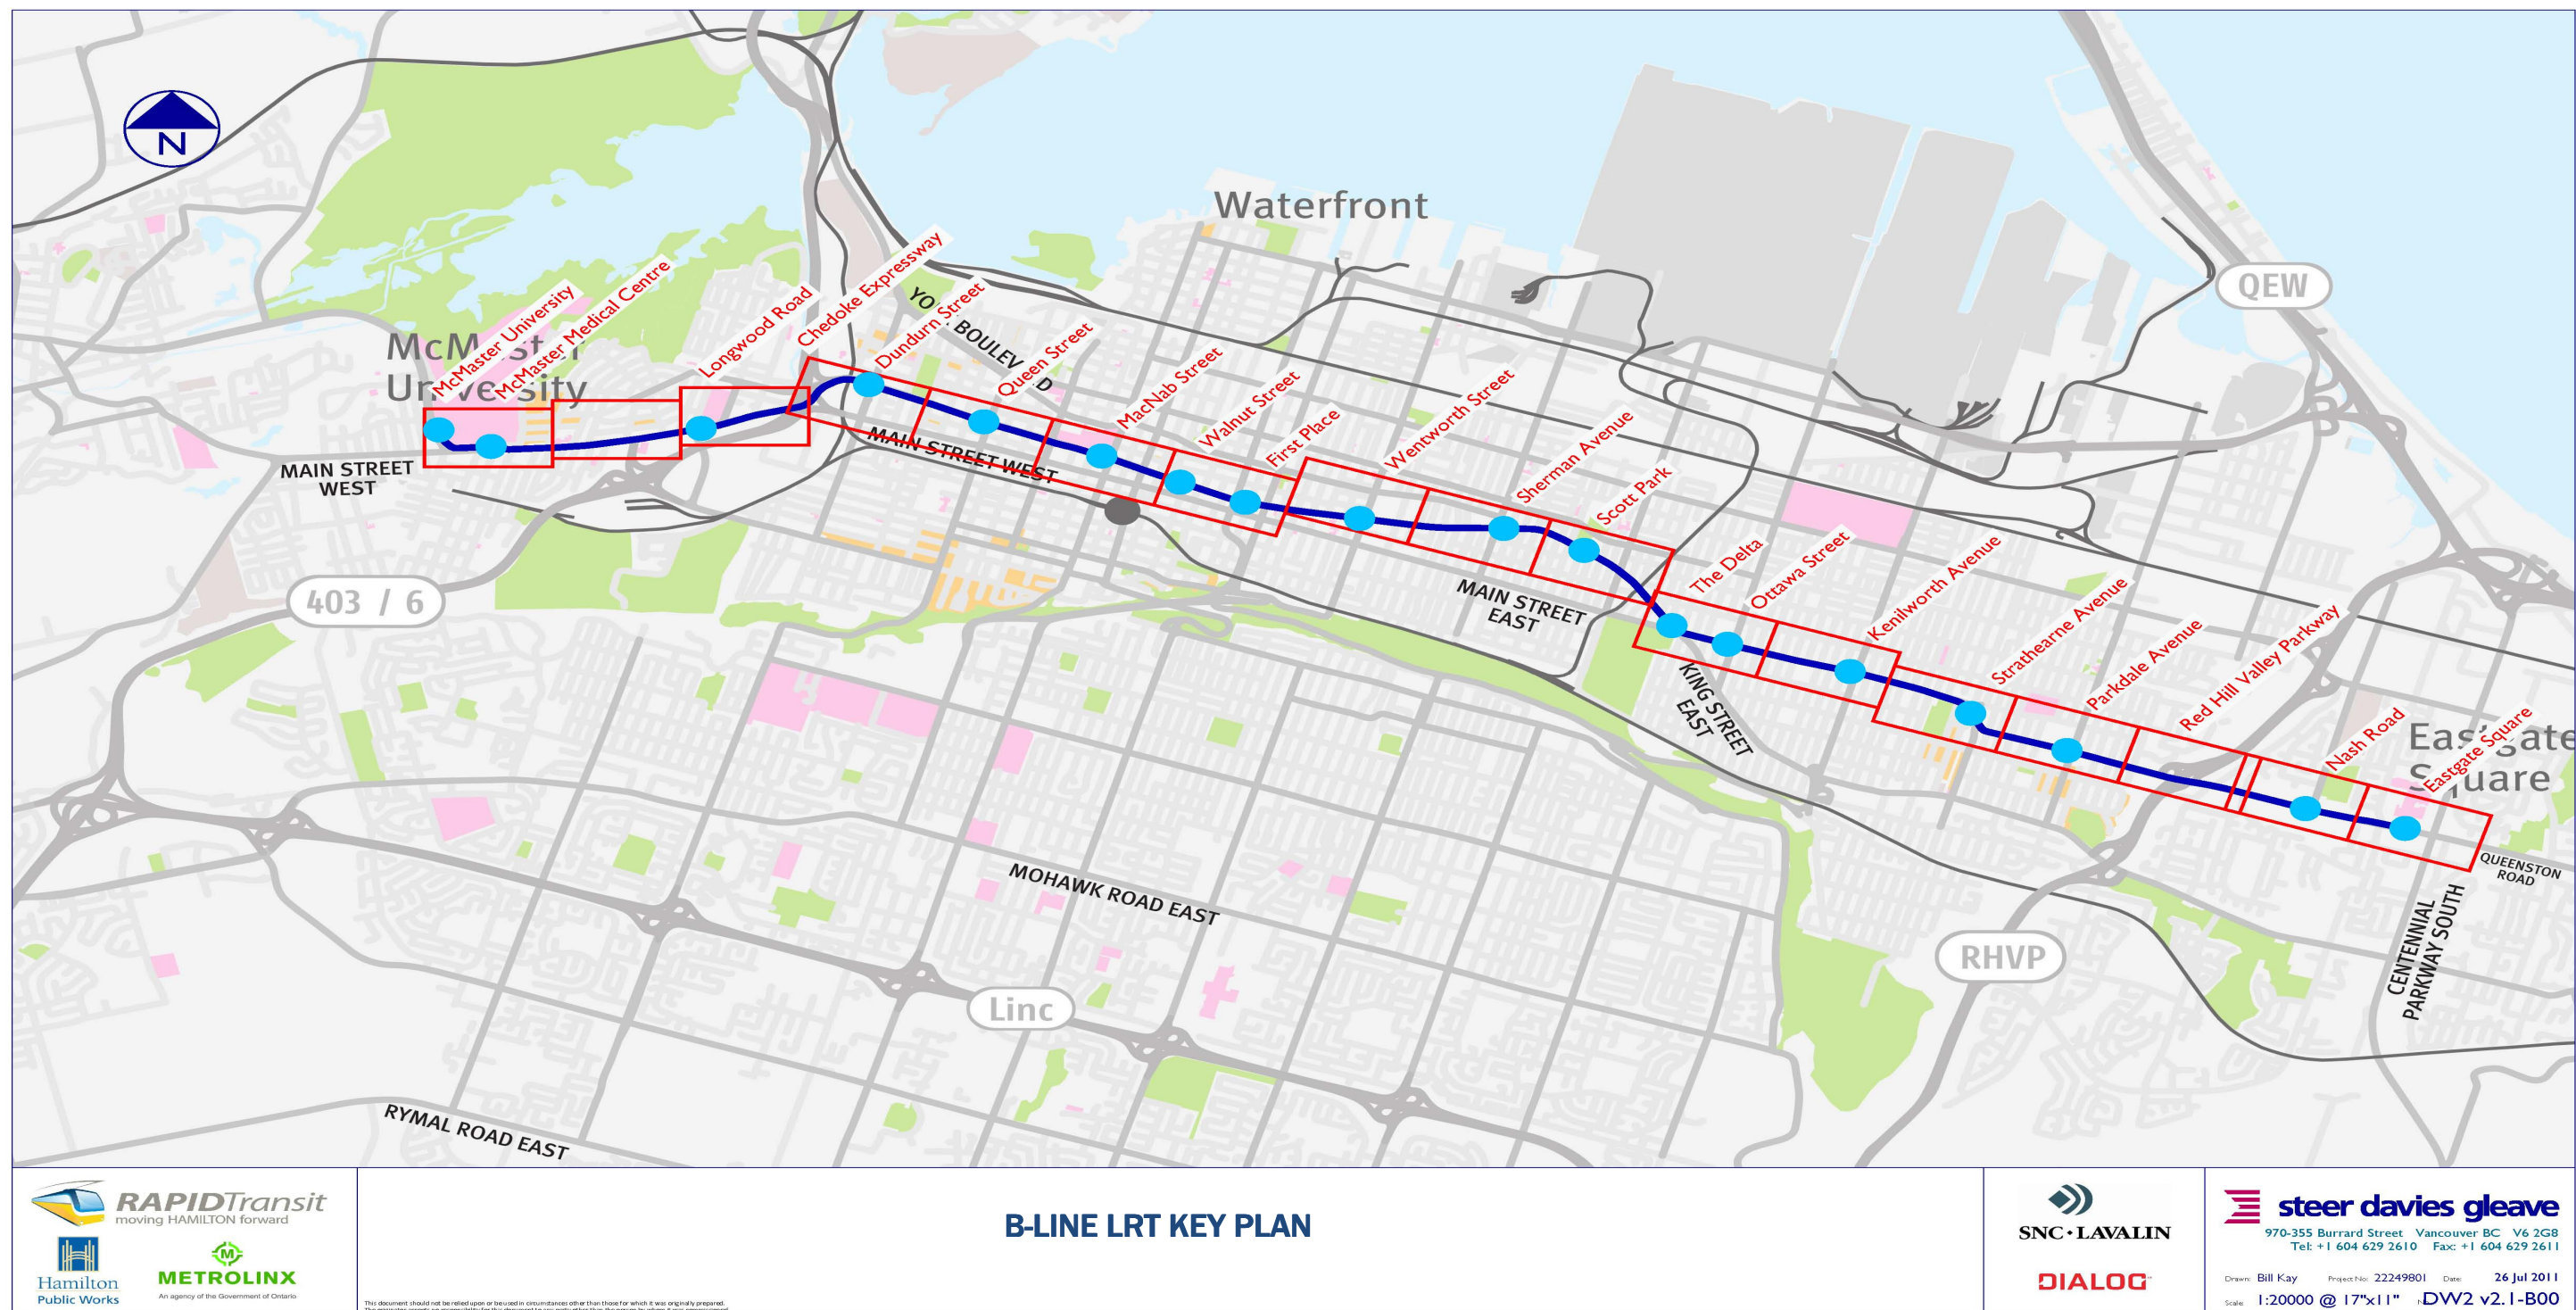 N
Waterfront
QEW
McMaster University
McMaster Medical Centre
Longwood Road
Chedoke Expressway
Dundurn Street
Queen Street
MacNab Street
Walnut Street
First Place
Wentworth Street
Sherman Avenue
Scott Park
The Delta
Ottawa Street
Kenilworth Avenue
Strathearne Avenue
Parkdale Avenue
Red Hill Valley Parkway
Nash Road
Eastgate Square
McMaster
University
Eastgate
Square
MAIN STREET
WEST
MAIN STREET WEST
403 / 6
MAIN STREET
EAST
KING STREET
EAST
QUEENSTON
ROAD
CENTENNIAL
PARKWAY SOUTH
MOHAWK ROAD EAST
RHVP
Linc
RYMAL ROAD EAST
RAPIDTransit
moving HAMILTON forward
Hamilton
Public Works
M
METROLINX
An agency of the Government of Ontario
B-LINE LRT KEY PLAN
This document should not be relied upon or be used in circumstances other than those for which it was originally prepared.
SNC•LAVALIN
DIALOG
steer davies gleave
970-355 Burrard Street Vancouver BC V6 2G8
Tel: +1 604 629 2610 Fax: +1 604 629 2611
Drawn: Bill Kay Project No: 22249801 Date: 26 Jul 2011
Scale: 1:20000 @ 17"x11" DW2 v2.1-B00